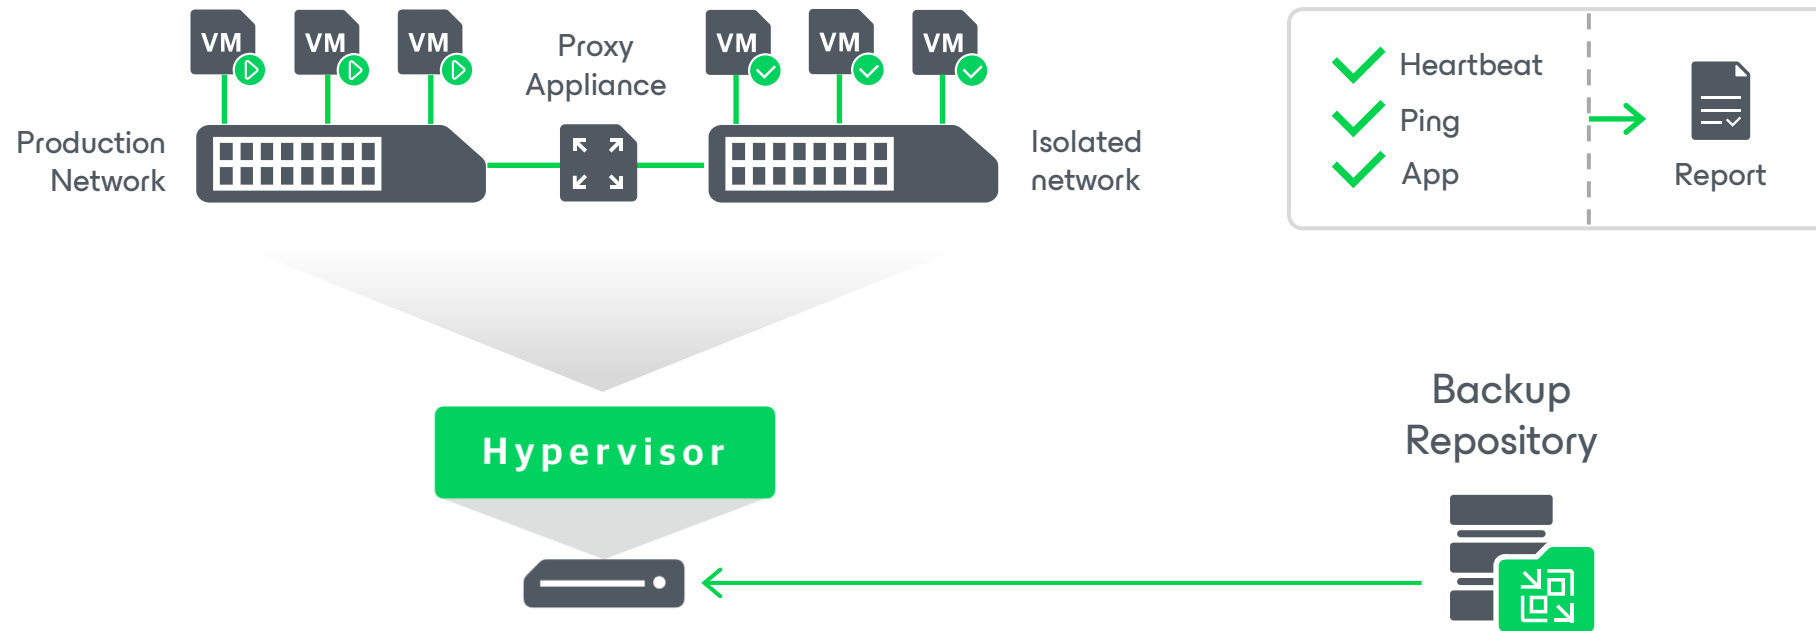 VM
VM
VM
Proxy
Appliance
VM
VM
VM
Production
Network
Isolated
network
Heartbeat
Ping
App
Report
Hypervisor
Backup
Repository